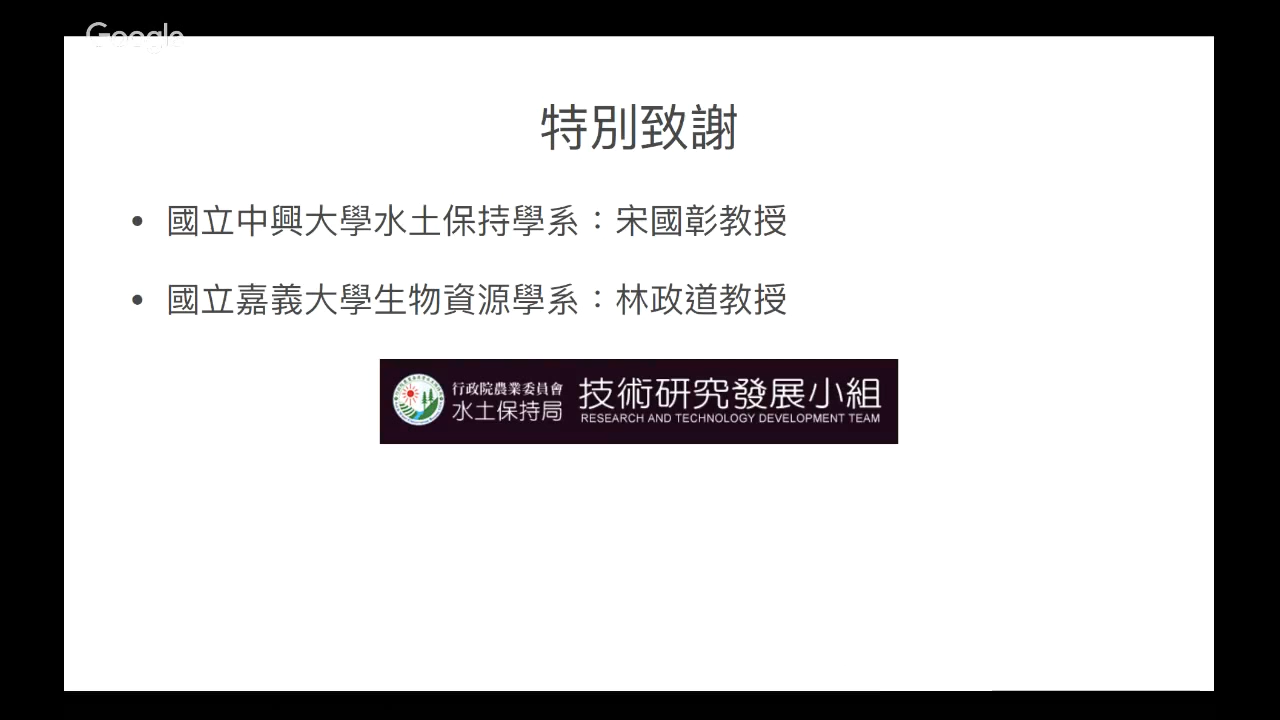 Google
特別致謝
• 國立中興大學水土保持學系：宋國彰教授
• 國立嘉義大學生物資源學系：林政道教授
行政院農業委員會
水土保持局
技術研究發展小組
RESEARCH AND TECHNOLOGY DEVELOPMENT TEAM